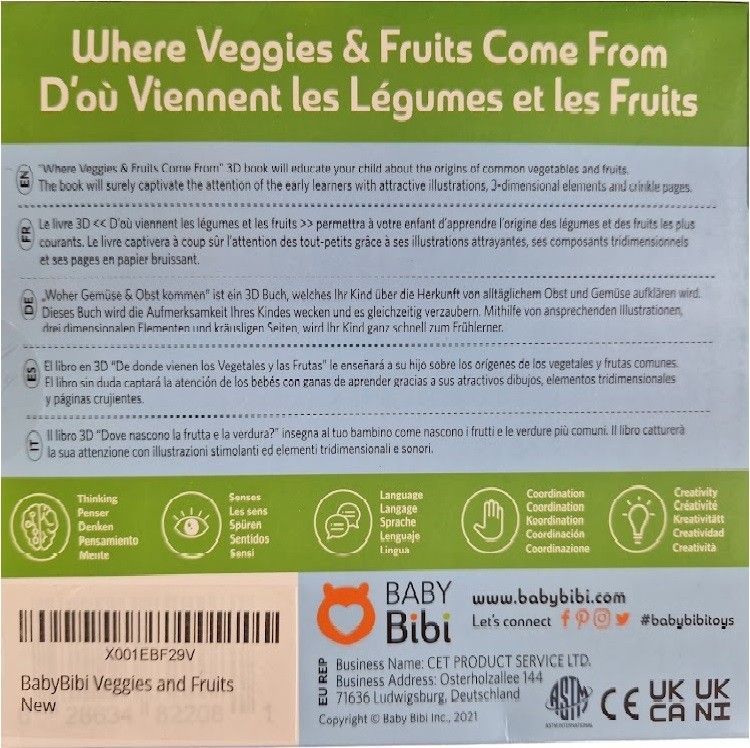 Where Veggies & Fruits Come From
D'où Viennent les Légumes et les Fruits
EN
"Where Veggies & Fruits Come From" 3D book will educate your child about the origins of common vegetables and fruits.
The book will surely captivate the attention of the early learners with attractive illustrations, 3-dimensional elements and crinkle pages.
FR
Le livre 3D << D'où viennent les légumes et les fruits >> permettra à votre enfant d'apprendre l'origine des légumes et des fruits les plus
courants. Le livre captivera à coup sûr l'attention des tout-petits grâce à ses illustrations attrayantes, ses composants tridimensionnels
et ses pages en papier bruissant.
DE
„Woher Gemüse & Obst kommen" ist ein 3D Buch, welches Ihr Kind über die Herkunft von alltäglichem Obst und Gemüse aufklären wird.
Dieses Buch wird die Aufmerksamkeit Ihres Kindes wecken und es gleichzeitig verzaubern. Mithilfe von ansprechenden Illustrationen,
drei dimensionalen Elementen und kräusligen Seiten, wird Ihr Kind ganz schnell zum Frühlerner.
ES
El libro en 3D "De donde vienen los Vegetales y las Frutas" le enseñará a su hijo sobre los orígenes de los vegetales y frutas comunes.
El libro sin duda captará la atención de los bebés con ganas de aprender gracias a sus atractivos dibujos, elementos tridimensionales
y páginas crujientes.
IT
Il libro 3D "Dove nascono la frutta e la verdura?" insegna al tuo bambino come nascono i frutti e le verdure più comuni. Il libro catturerà
la sua attenzione con illustrazioni stimolanti ed elementi tridimensionali e sonori.
Thinking
Penser
Denken
Pensamiento
Mente
Senses
Les sens
Spüren
Sentidos
Sensi
Language
Langage
Sprache
Lenguaje
Lingua
Coordination
Coordination
Koordination
Coordinación
Coordinazione
Creativity
Créativité
Kreativitätt
Creatividad
Creatività
X001EBF29V
BabyBibi Veggies and Fruits
New
6 28634 82208 1
BABY
Bibi
www.babybibi.com
Let's connect #babybibitoys
EU REP
Business Name: CET PRODUCT SERVICE LTD.
Business Address: Osterholzallee 144
71636 Ludwigsburg, Deutschland
Copyright © Baby Bibi Inc., 2021
ASTM
ASTM INTERNATIONAL
CE
UK
CA
UK
NI